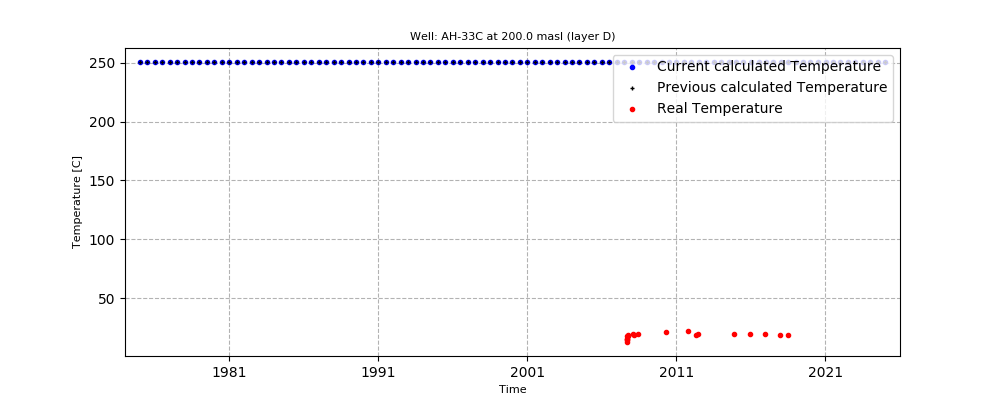 Well: AH-33C at 200.0 masl (layer D)
250
200
150
100
50
Temperature [C]
Current calculated Temperature
Previous calculated Temperature
Real Temperature
1981
1991
2001
2011
2021
Time